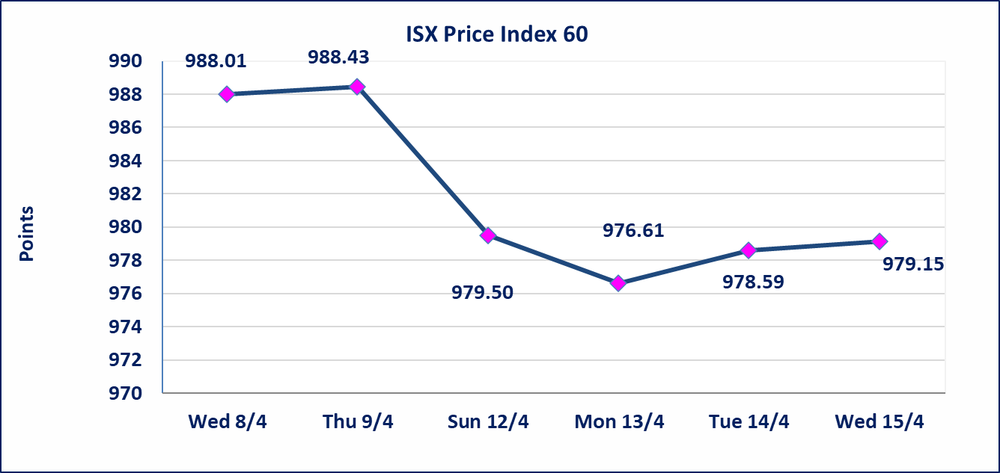 ISX Price Index 60
Points
990
988
986
984
982
980
978
976
974
972
970
988.01
988.43
979.50
976.61
978.59
979.15
Wed 8/4
Thu 9/4
Sun 12/4
Mon 13/4
Tue 14/4
Wed 15/4